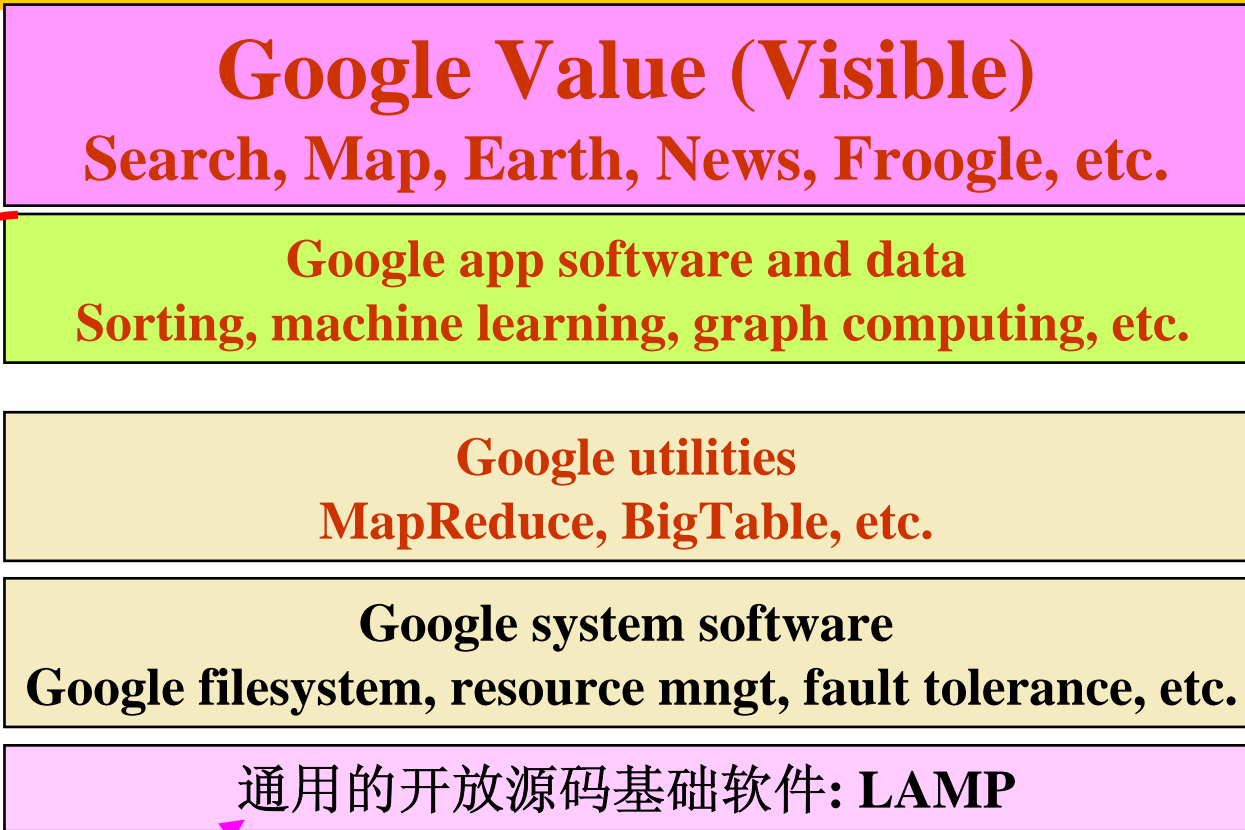 Google Value (Visible)
Search, Map, Earth, News, Froogle, etc.
Google app software and data
Sorting, machine learning, graph computing, etc.
Google utilities
MapReduce, BigTable, etc.
Google system software
Google filesystem, resource mngt, fault tolerance, etc.
通用的开放源码基础软件: LAMP